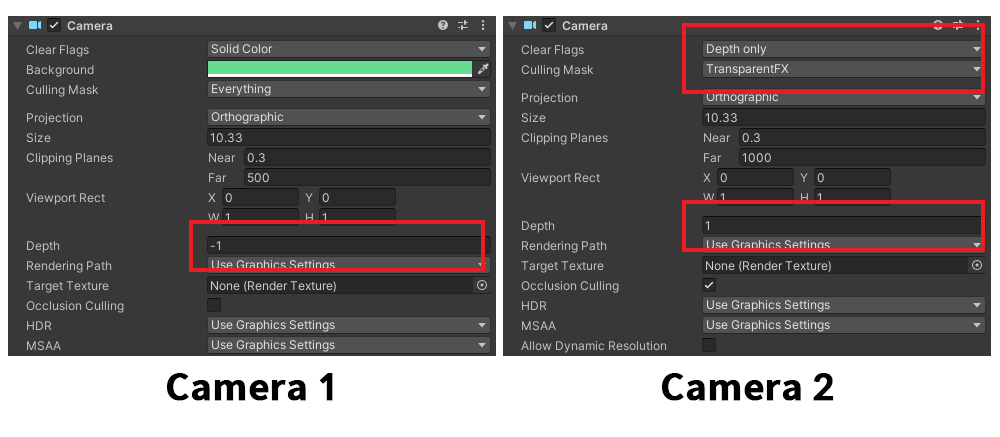 Camera
Clear Flags Solid Color
Background
Culling Mask Everything
Projection Orthographic
Size 10.33
Clipping Planes Near 0.3
Far 500
Viewport Rect X 0 Y 0
W 1 H 1
Depth -1
Rendering Path Use Graphics Settings
Target Texture None (Render Texture)
Occlusion Culling
HDR Use Graphics Settings
MSAA Use Graphics Settings
Camera 1
Camera
Clear Flags Depth only
Culling Mask TransparentFX
Projection Orthographic
Size 10.33
Clipping Planes Near 0.3
Far 1000
Viewport Rect X 0 Y 0
W 1 H 1
Depth 1
Rendering Path Use Graphics Settings
Target Texture None (Render Texture)
Occlusion Culling
HDR Use Graphics Settings
MSAA Use Graphics Settings
Allow Dynamic Resolution
Camera 2